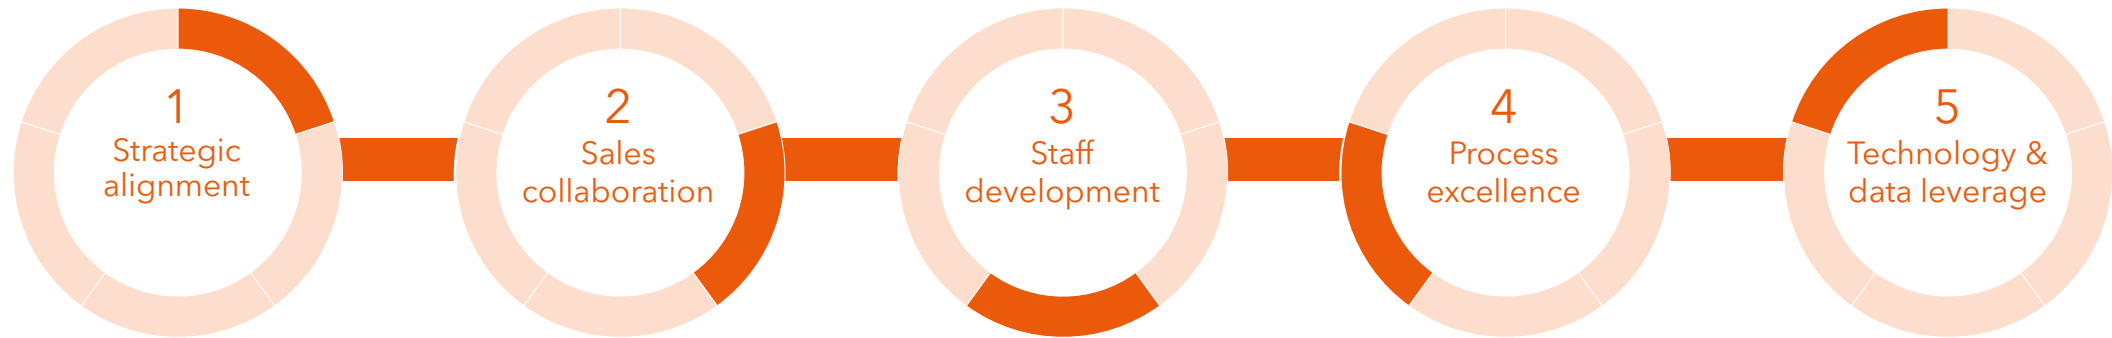 1
Strategic
alignment
2
Sales
collaboration
3
Staff
development
4
Process
excellence
5
Technology &
data leverage